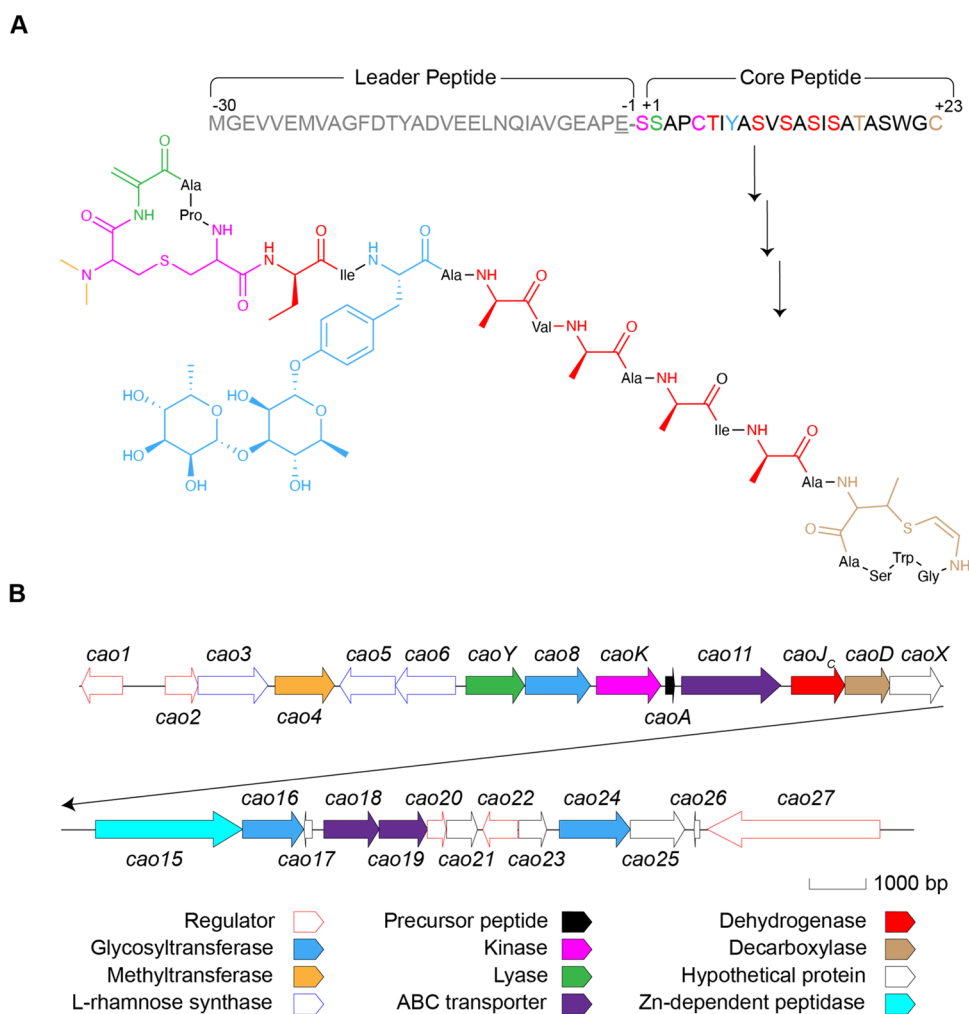 A
Leader Peptide
Core Peptide
-30
-1
+1
+23
MGEVVEMVAGFDTYADVEELNQIAVGEAPE-SSAPCTIYASVSASISATASWGC
O
Ala
O
NH
Pro
NH
S
N
O
H
N
O
Ile
H
N
O
Ala
NH
O
Val
NH
O
Ala
NH
O
Ile
NH
O
Ala
NH
O
HO
O
HO
O
HO
OH
O
OH
O
S
Ala
Ser
Trp
Gly
NH
B
cao1
cao3
cao5
cao6
caoY
cao8
caoK
cao11
caoJC
caoD
caoX
cao2
cao4
caoA
cao16
cao18
cao20
cao22
cao24
cao26
cao27
cao15
cao17
cao19
cao21
cao23
cao25
1000 bp
Regulator
Precursor peptide
Dehydrogenase
Glycosyltransferase
Kinase
Decarboxylase
Methyltransferase
Lyase
Hypothetical protein
L-rhamnose synthase
ABC transporter
Zn-dependent peptidase